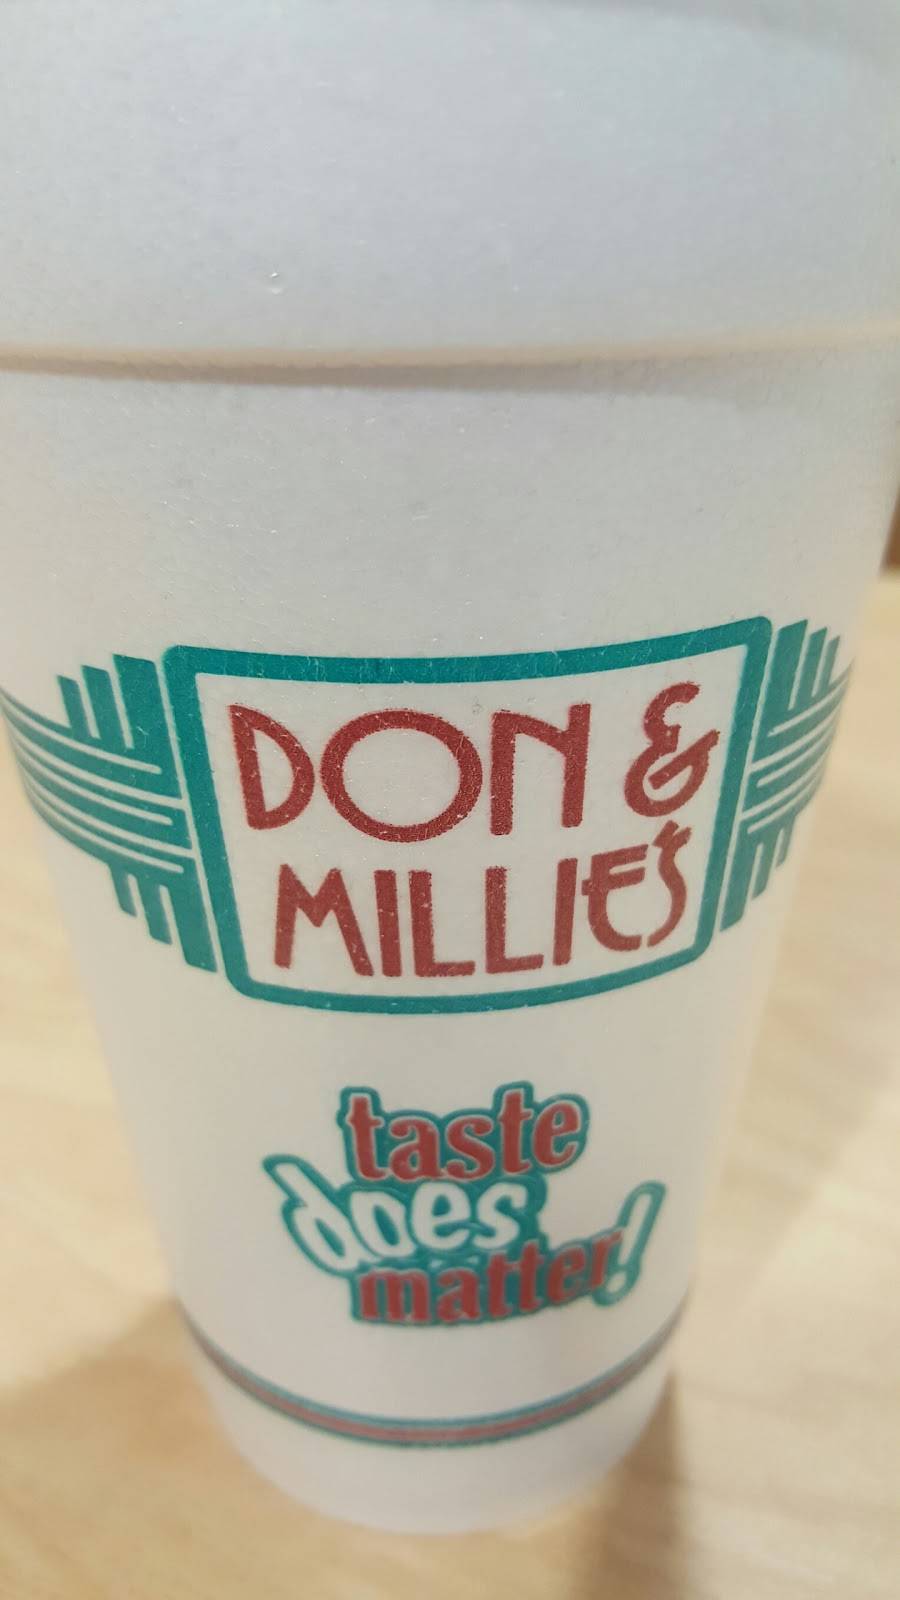 DON &
MILLIE'S
taste
does
matter!